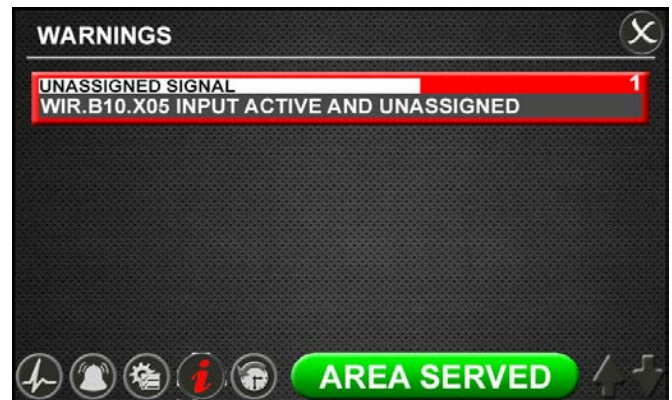 WARNINGS
UNASSIGNED SIGNAL 1
WIR.B10.X05 INPUT ACTIVE AND UNASSIGNED
i
AREA SERVED